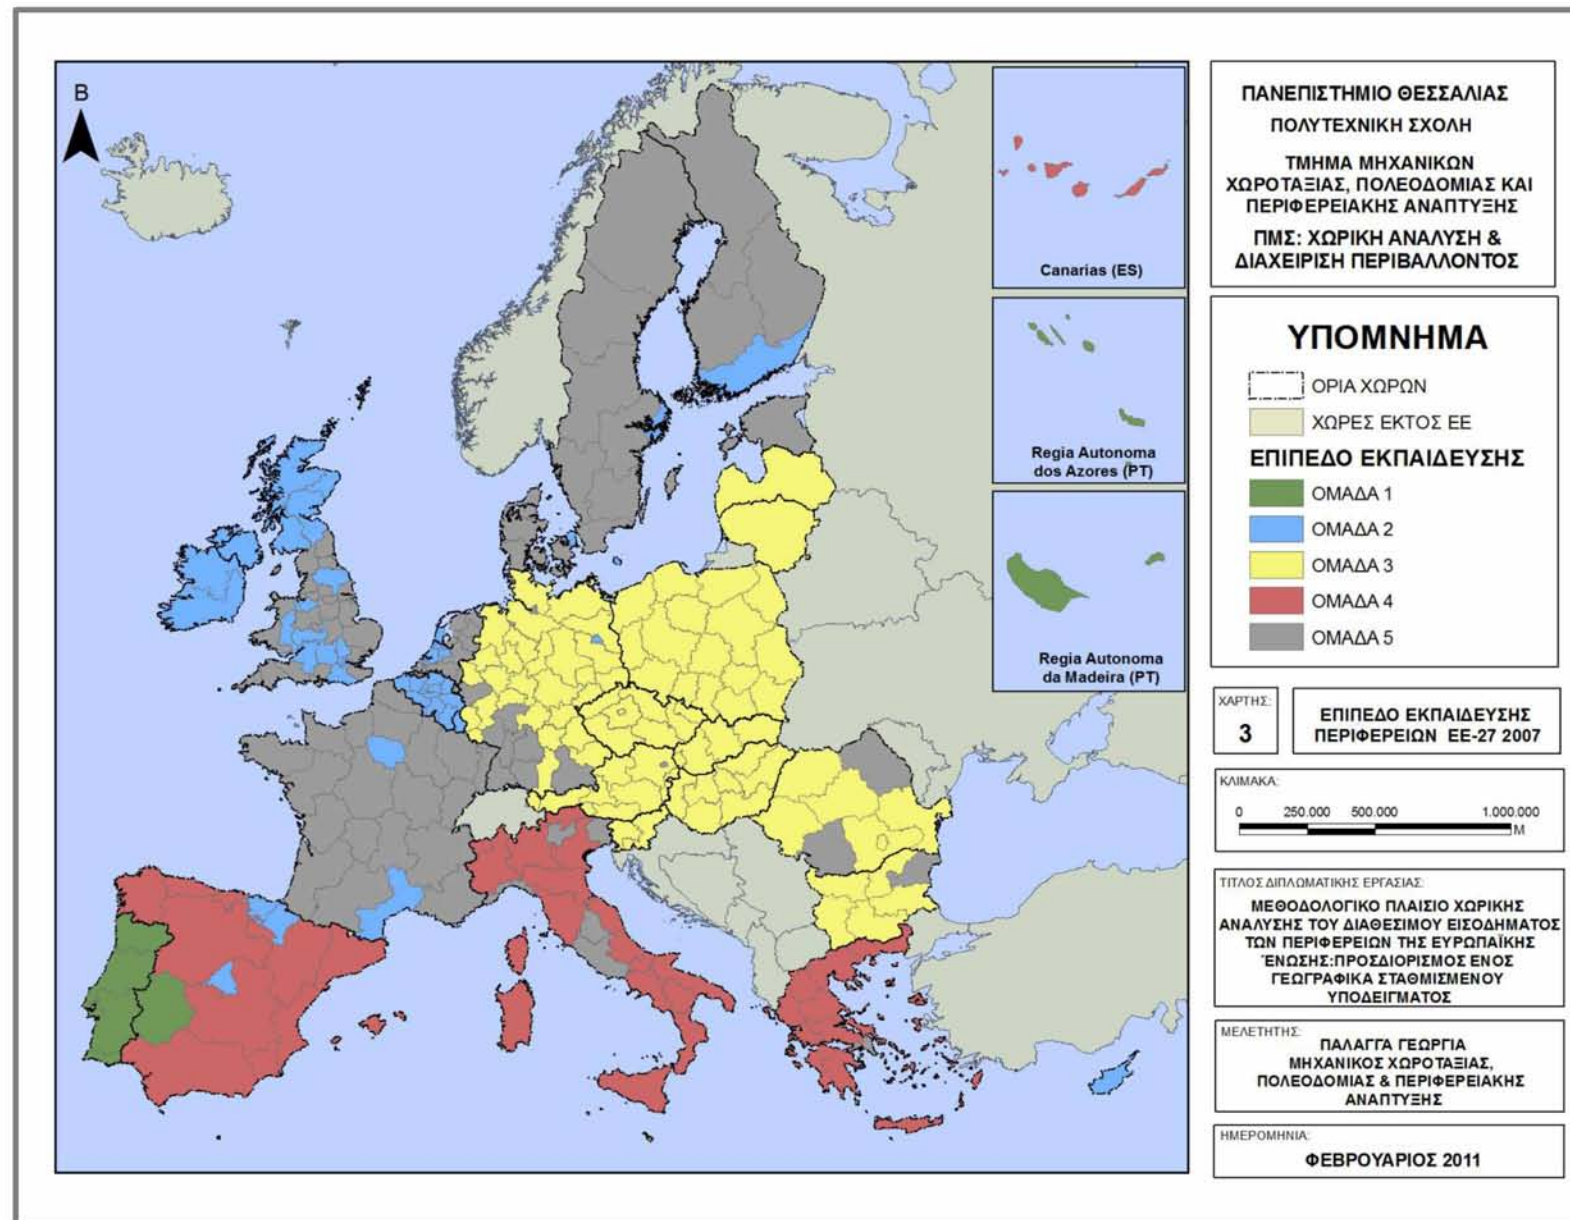 B
Canarias (ES)
Regia Autonoma
dos Azores (PT)
Regia Autonoma
da Madeira (PT)
ΠΑΝΕΠΙΣΤΗΜΙΟ ΘΕΣΣΑΛΙΑΣ
ΠΟΛΥΤΕΧΝΙΚΗ ΣΧΟΛΗ
ΤΜΗΜΑ ΜΗΧΑΝΙΚΩΝ
ΧΩΡΟΤΑΞΙΑΣ, ΠΟΛΕΟΔΟΜΙΑΣ ΚΑΙ
ΠΕΡΙΦΕΡΕΙΑΚΗΣ ΑΝΑΠΤΥΞΗΣ
ΠΜΣ: ΧΩΡΙΚΗ ΑΝΑΛΥΣΗ &
ΔΙΑΧΕΙΡΙΣΗ ΠΕΡΙΒΑΛΛΟΝΤΟΣ
ΥΠΟΜΝΗΜΑ
ΟΡΙΑ ΧΩΡΩΝ
ΧΩΡΕΣ ΕΚΤΟΣ ΕΕ
ΕΠΙΠΕΔΟ ΕΚΠΑΙΔΕΥΣΗΣ
ΟΜΑΔΑ 1
ΟΜΑΔΑ 2
ΟΜΑΔΑ 3
ΟΜΑΔΑ 4
ΟΜΑΔΑ 5
ΧΑΡΤΗΣ:
3
ΕΠΙΠΕΔΟ ΕΚΠΑΙΔΕΥΣΗΣ
ΠΕΡΙΦΕΡΕΙΩΝ ΕΕ-27 2007
ΚΛΙΜΑΚΑ:
0 250.000 500.000 1.000.000
M
ΤΙΤΛΟΣ ΔΙΠΛΩΜΑΤΙΚΗΣ ΕΡΓΑΣΙΑΣ:
ΜΕΘΟΔΟΛΟΓΙΚΟ ΠΛΑΙΣΙΟ ΧΩΡΙΚΗΣ
ΑΝΑΛΥΣΗΣ ΤΟΥ ΔΙΑΘΕΣΙΜΟΥ ΕΙΣΟΔΗΜΑΤΟΣ
ΤΩΝ ΠΕΡΙΦΕΡΕΙΩΝ ΤΗΣ ΕΥΡΩΠΑΪΚΗΣ
ΈΝΩΣΗΣ:ΠΡΟΣΔΙΟΡΙΣΜΟΣ ΕΝΟΣ
ΓΕΩΓΡΑΦΙΚΑ ΣΤΑΘΜΙΣΜΕΝΟΥ
ΥΠΟΔΕΙΓΜΑΤΟΣ
ΜΕΛΕΤΗΤΗΣ:
ΠΑΛΑΓΓΑ ΓΕΩΡΓΙΑ
ΜΗΧΑΝΙΚΟΣ ΧΩΡΟΤΑΞΙΑΣ,
ΠΟΛΕΟΔΟΜΙΑΣ & ΠΕΡΙΦΕΡΕΙΑΚΗΣ
ΑΝΑΠΤΥΞΗΣ
ΗΜΕΡΟΜΗΝΙΑ:
ΦΕΒΡΟΥΑΡΙΟΣ 2011